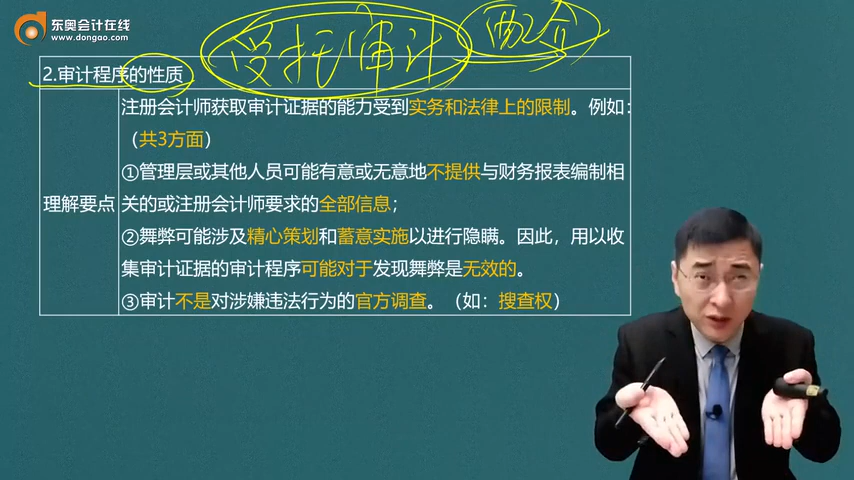 东奥会计在线
www.dongao.com
受托审计
2.审计程序的性质
注册会计师获取审计证据的能力受到实务和法律上的限制。例如：
（共3方面）
①管理层或其他人员可能有意或无意地不提供与财务报表编制相
理解要点
关的或注册会计师要求的全部信息；
②舞弊可能涉及精心策划和蓄意实施以进行隐瞒。因此，用以收
集审计证据的审计程序可能对于发现舞弊是无效的。
③审计不是对涉嫌违法行为的官方调查。（如：搜查权）